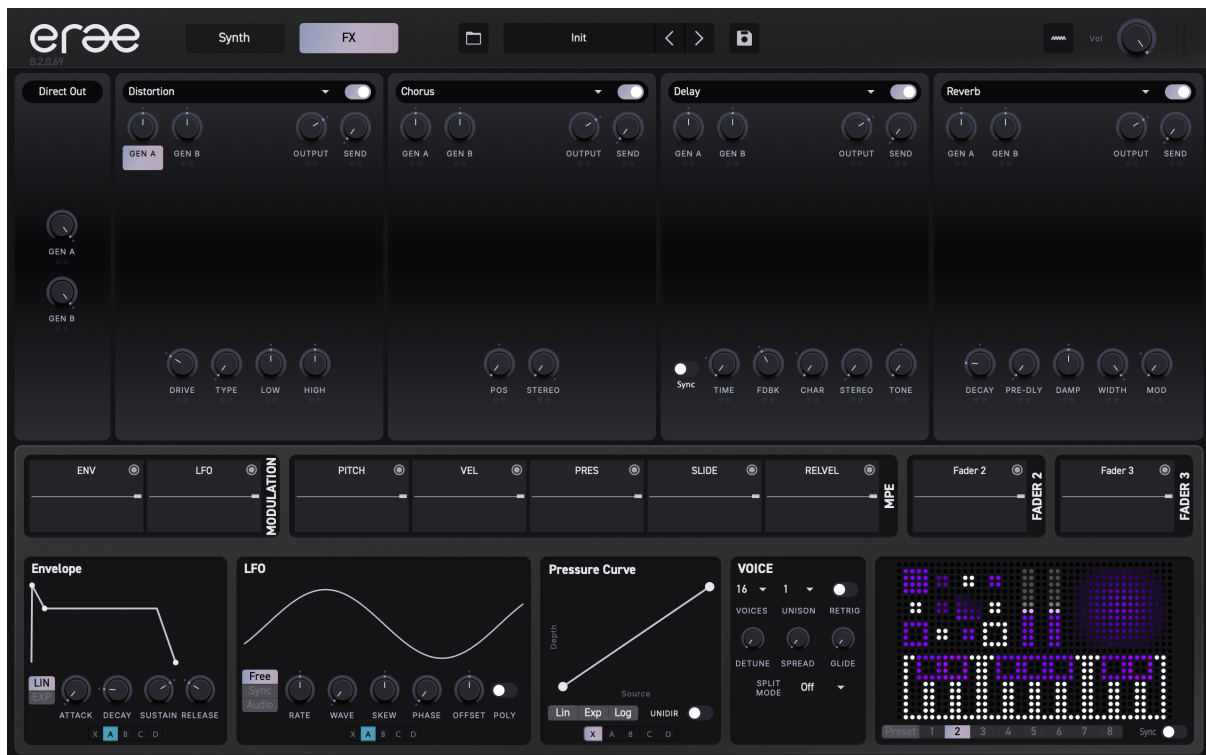 erae
B.2.0.69
Synth
FX
Init
Vol
Direct Out
GEN A
GEN B
Distortion
GEN A GEN B OUTPUT SEND
DRIVE TYPE LOW HIGH
Chorus
GEN A GEN B OUTPUT SEND
POS STEREO
Delay
GEN A GEN B OUTPUT SEND
Sync TIME FDBK CHAR STEREO TONE
Reverb
GEN A GEN B OUTPUT SEND
DECAY PRE-DLY DAMP WIDTH MOD
ENV LFO MODULATION
PITCH VEL PRES SLIDE RELVEL MPE
Fader 2 FADER 2
Fader 3 FADER 3
Envelope
LIN
EXP
ATTACK DECAY SUSTAIN RELEASE
X A B C D
LFO
Free
Sync
Audio
RATE WAVE SKEW PHASE OFFSET POLY
X A B C D
Pressure Curve
Depth
Source
Lin Exp Log UNIDIR
X A B C D
VOICE
16 1
VOICES UNISON RETRIG
DETUNE SPREAD GLIDE
SPLIT
MODE Off
Preset 1 2 3 4 5 6 7 8 Sync